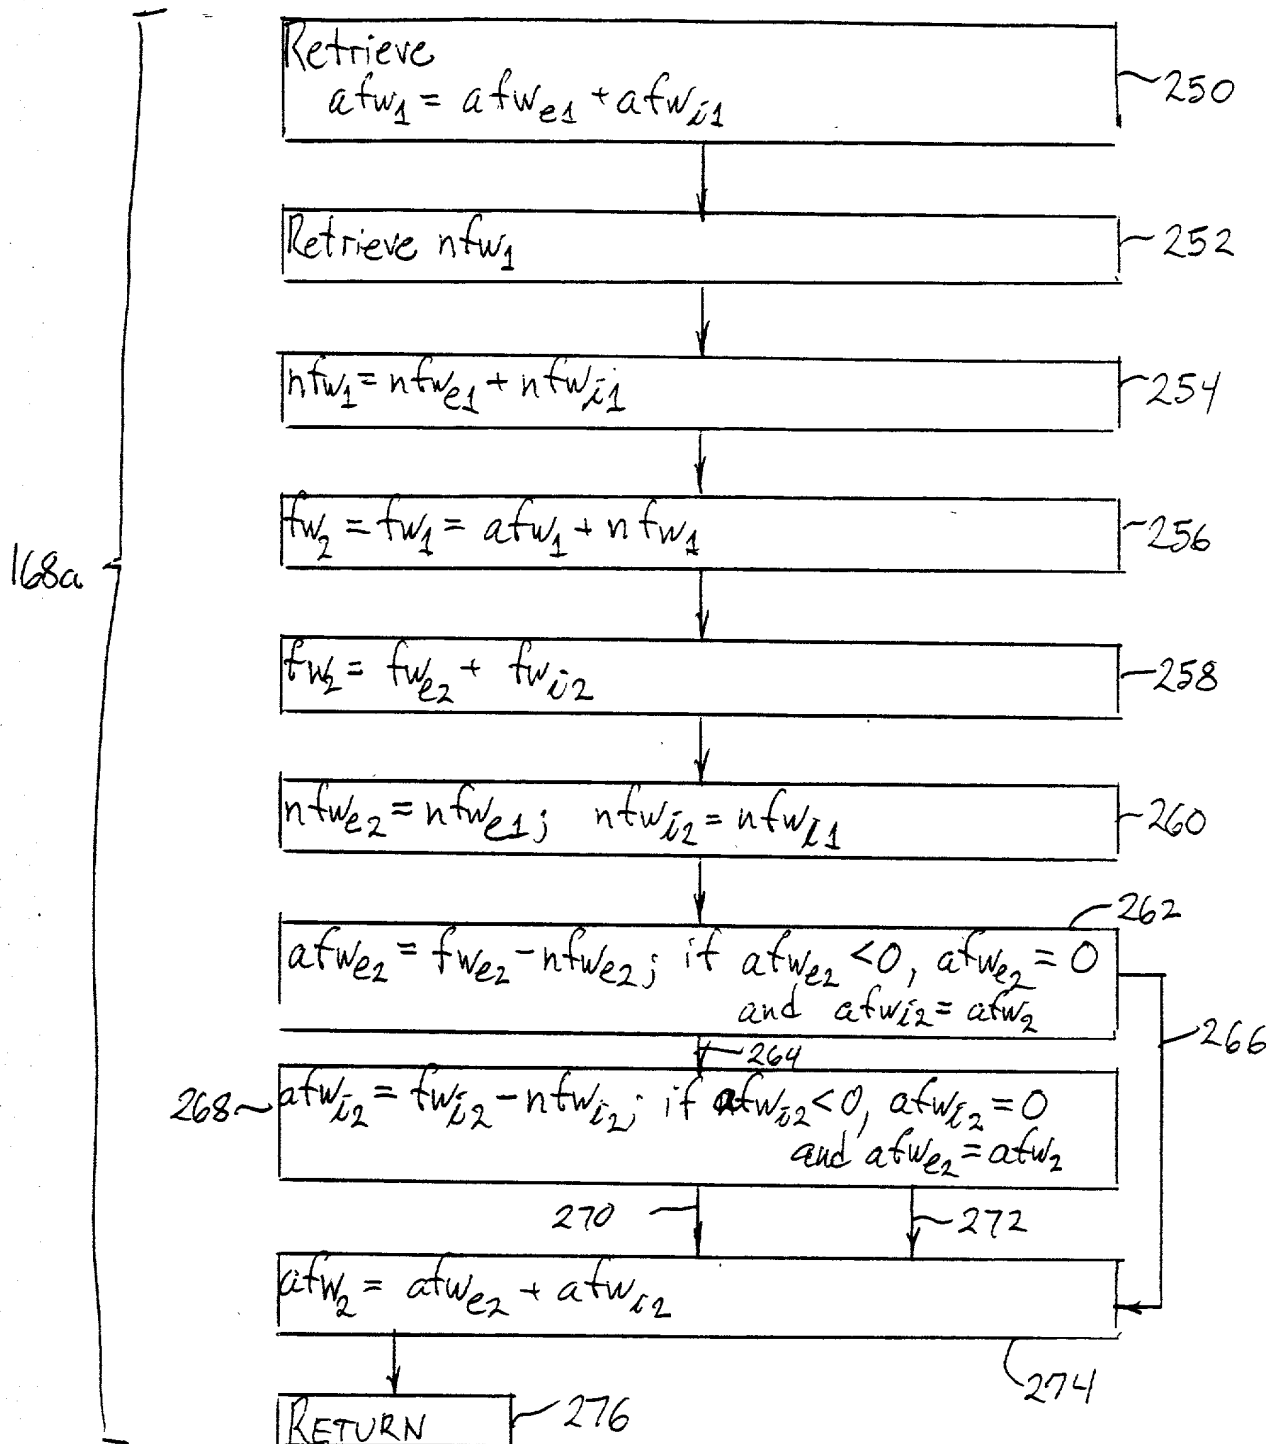 Retrieve
afw₁ = afwₑ₁ + afwᵢ₁
250
Retrieve nfw₁
252
nfw₁ = nfwₑ₁ + nfwᵢ₁
254
fw₂ = fw₁ = afw₁ + nfw₁
256
168a
fw₂ = fwₑ₂ + fwᵢ₂
258
nfwₑ₂ = nfwₑ₁; nfwᵢ₂ = nfwᵢ₁
260
262
afwₑ₂ = fwₑ₂ - nfwₑ₂; if afwₑ₂ < 0, afwₑ₂ = 0
and afwᵢ₂ = afw₂
266
264
268
afwᵢ₂ = fwᵢ₂ - nfwᵢ₂; if afwᵢ₂ < 0, afwᵢ₂ = 0
and afwₑ₂ = afw₂
270
272
afw₂ = afwₑ₂ + afwᵢ₂
274
RETURN
276